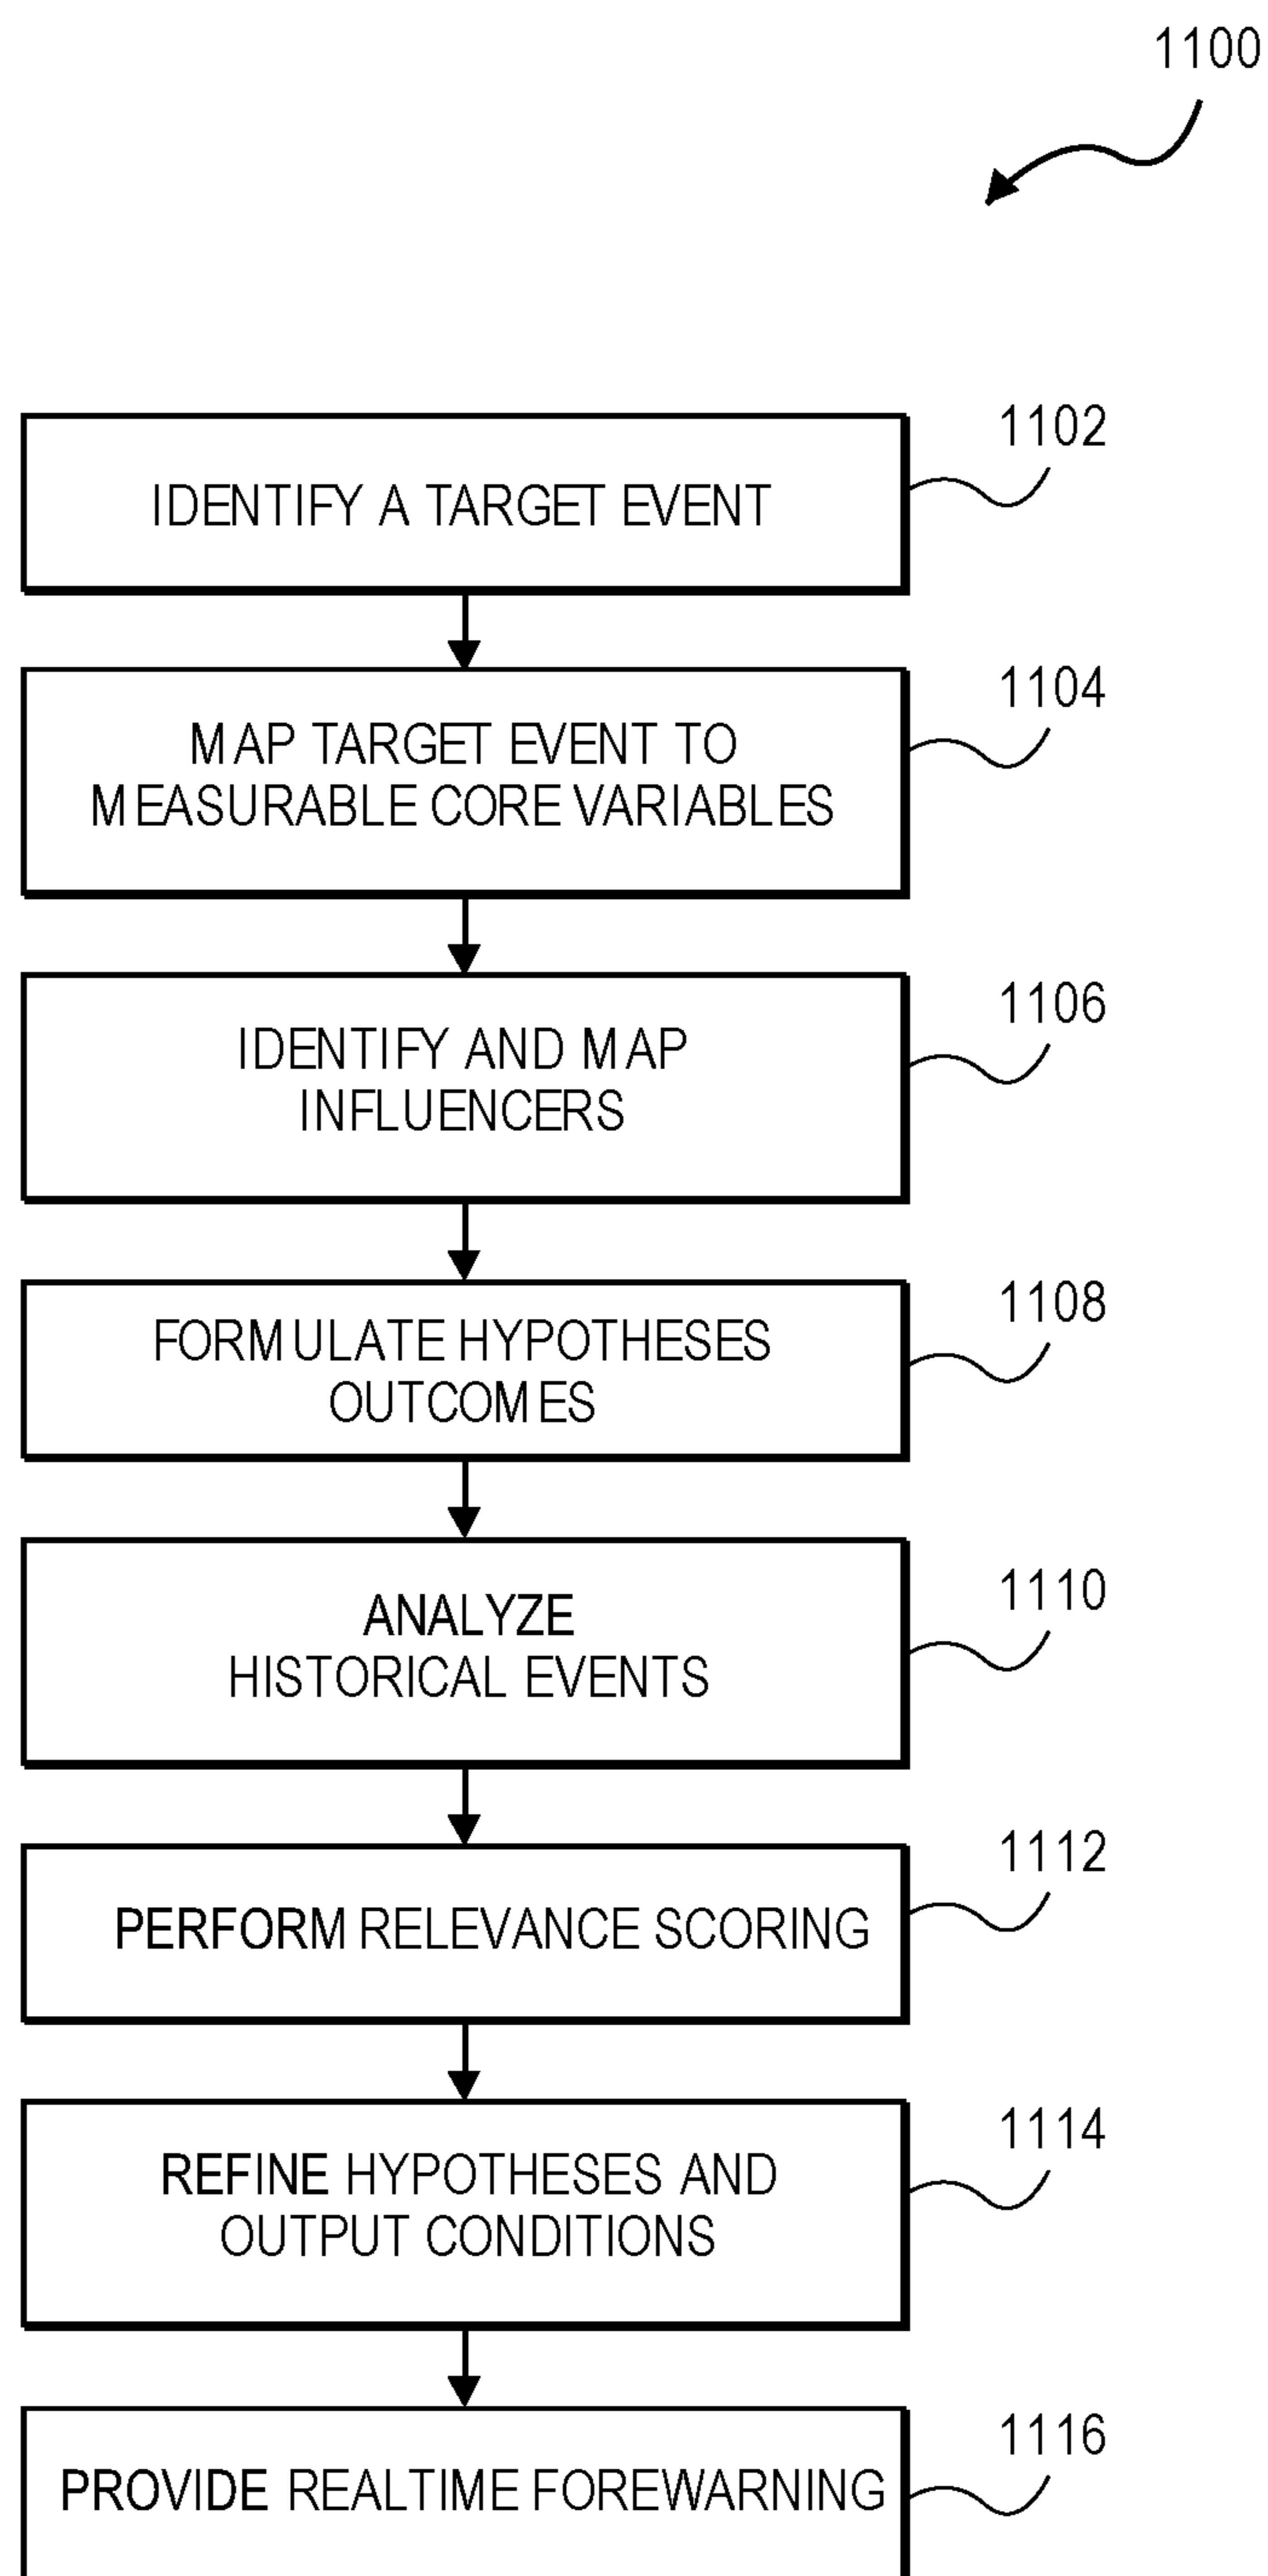 1100
1102
IDENTIFY A TARGET EVENT
1104
MAP TARGET EVENT TO
MEASURABLE CORE VARIABLES
1106
IDENTIFY AND MAP
INFLUENCERS
1108
FORMULATE HYPOTHESES
OUTCOMES
1110
ANALYZE
HISTORICAL EVENTS
1112
PERFORM RELEVANCE SCORING
1114
REFINE HYPOTHESES AND
OUTPUT CONDITIONS
1116
PROVIDE REALTIME FOREWARNING